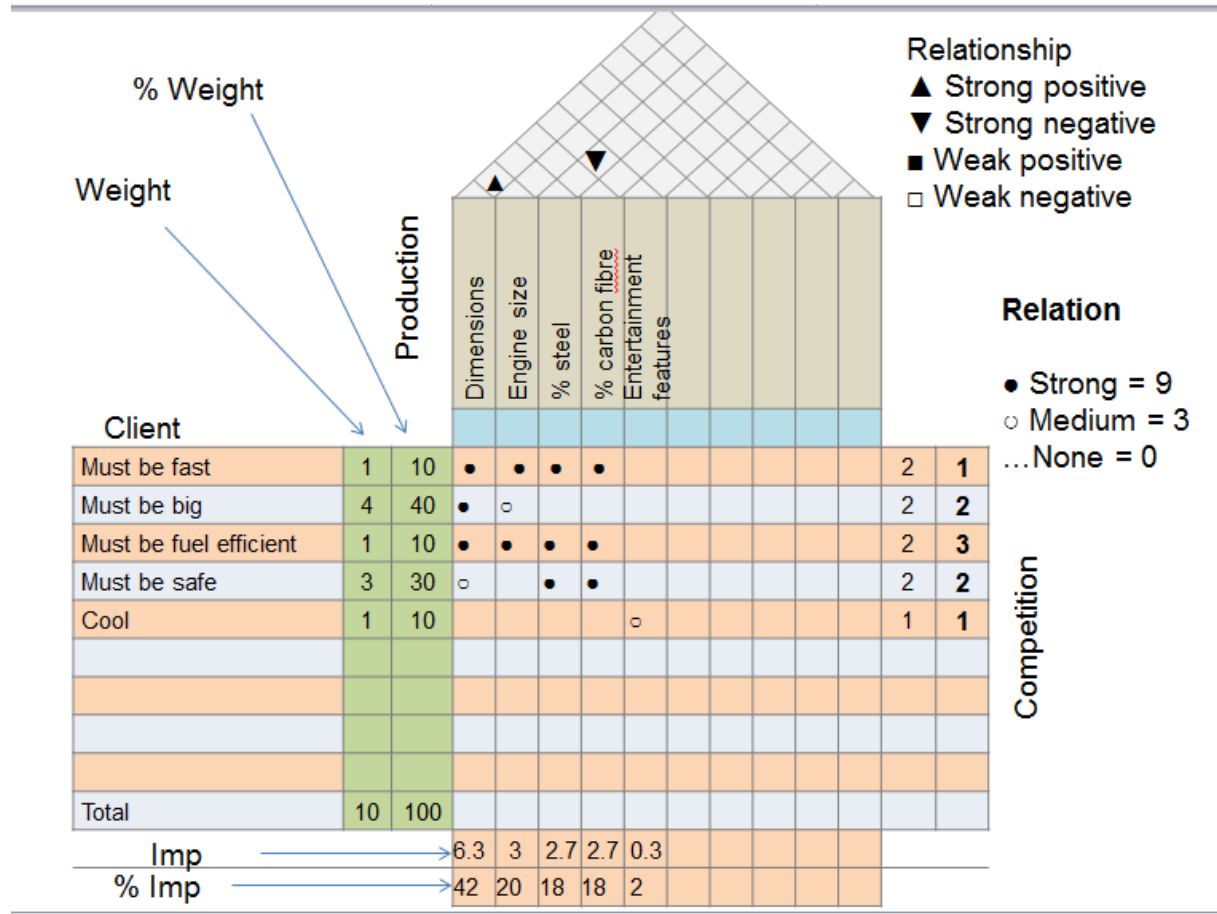 Relationship
▲ Strong positive
▼ Strong negative
■ Weak positive
□ Weak negative
% Weight
Weight
Production
Dimensions
Engine size
% steel
% carbon fibre
Entertainment
features
Relation
● Strong = 9
○ Medium = 3
...None = 0
Client
Must be fast 1 10 ● ● ● ● 2 1
Must be big 4 40 ● ○ 2 2
Must be fuel efficient 1 10 ● ● ● ● 2 3
Must be safe 3 30 ○ ● ● 2 2
Cool 1 10 ○ 1 1
Competition
Total 10 100
Imp 6.3 3 2.7 2.7 0.3
% Imp 42 20 18 18 2